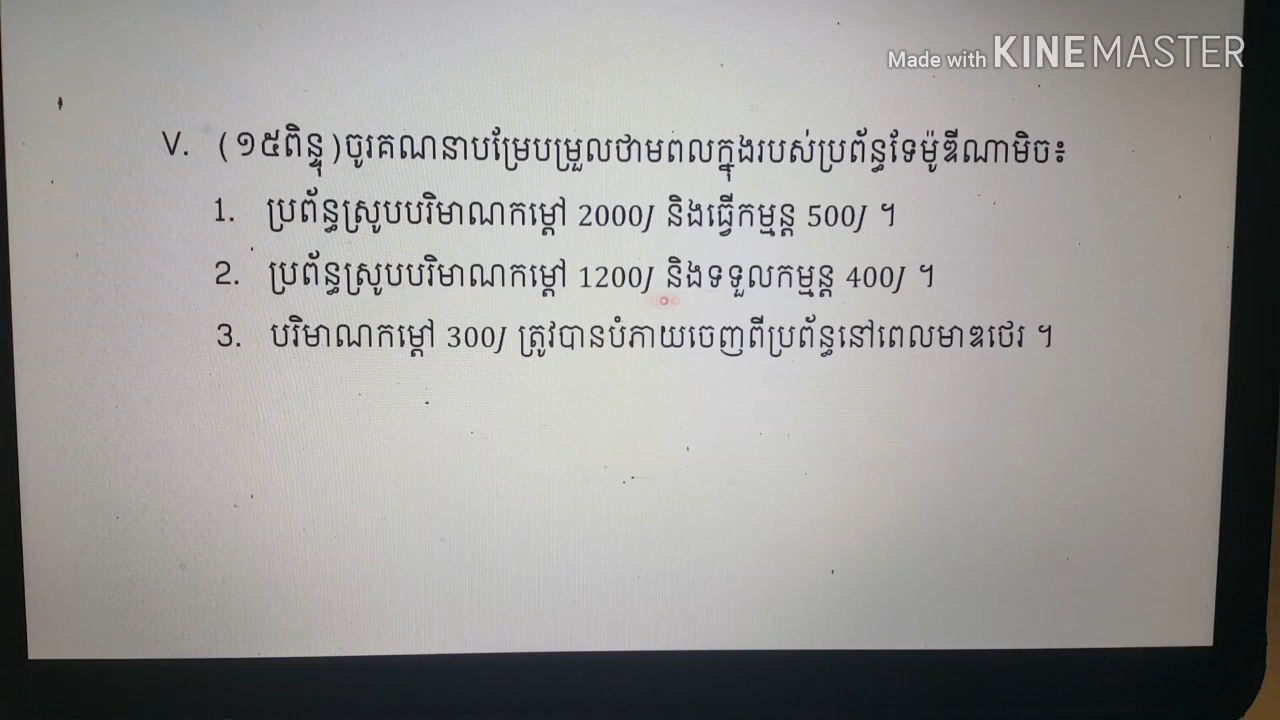 Made with KINEMASTER
V. (១៥ពិន្ទុ)ចូរគណនាបម្រែបម្រួលថាមពលក្នុងរបស់ប្រព័ន្ធទែម៉ូឌីណាមិច៖
1. ប្រព័ន្ធស្រូបបរិមាណកម្ដៅ 2000J និងធ្វើកម្មន្ត 500J ។
2. ប្រព័ន្ធស្រូបបរិមាណកម្ដៅ 1200J និងទទួលកម្មន្ត 400J ។
3. បរិមាណកម្ដៅ 300J ត្រូវបានបំភាយចេញពីប្រព័ន្ធនៅពេលមាឌថេរ ។